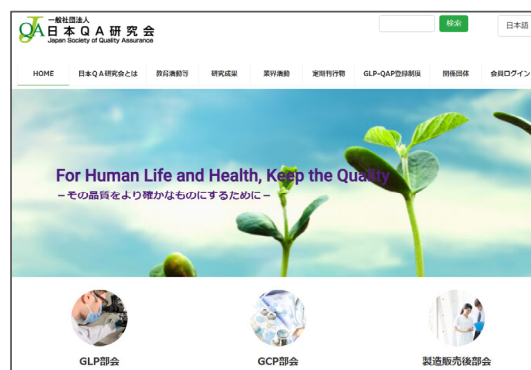 一般社団法人
日本QA研究会
Japan Society of Quality Assurance
検索
日本語
HOME 日本QA研究会とは 教育活動等 研究成果 業界活動 定期刊行物 GLP-QAP登録制度 関係団体 会員ログイン
For Human Life and Health, Keep the Quality
－その品質をより確かなものにするために－
GLP部会 GCP部会 製造販売後部会